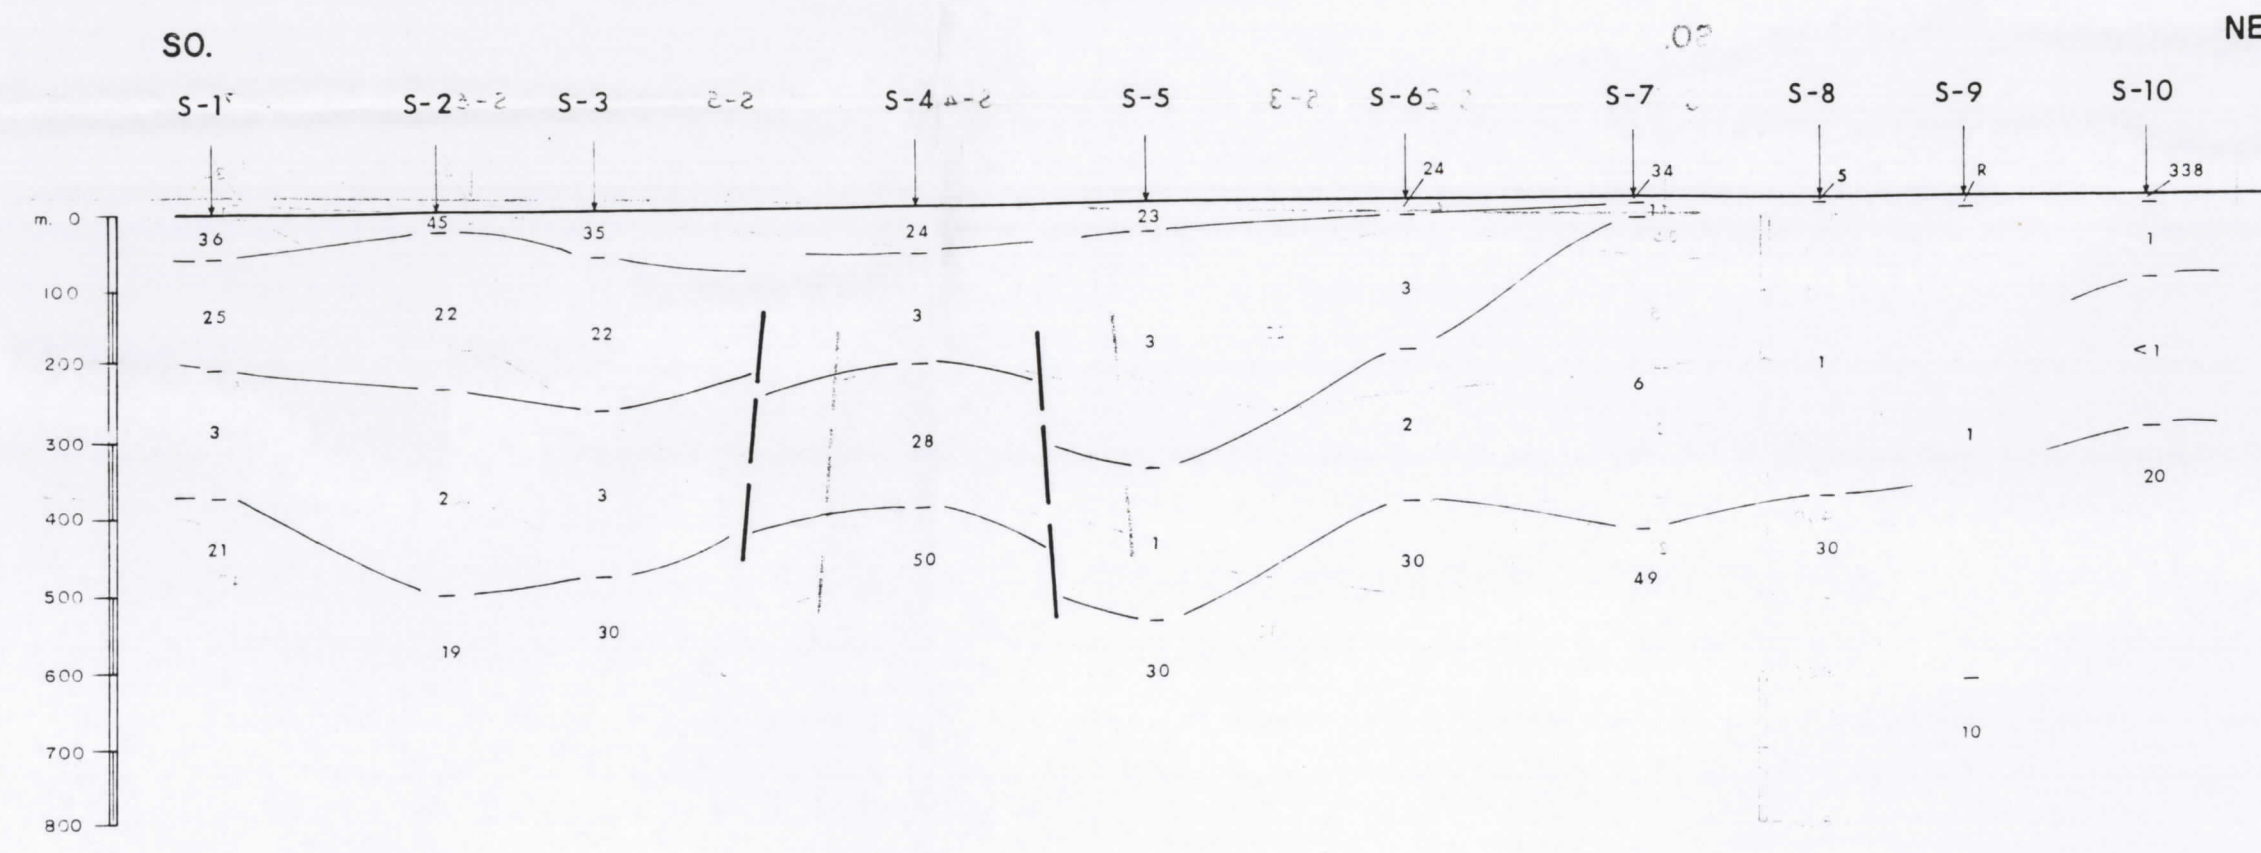 SO. NE
S-1 S-2 S-3 S-4 S-5 S-6 S-7 S-8 S-9 S-10
24 34 5 R 338
m. 0
36 45 35 24 23 1
100
25 22 22 3 3 3 6 1 <1
200
300
3 2 3 28 2 1 20
400
21 50 1 30 49 30
500
19 30 30
600
700
10
800